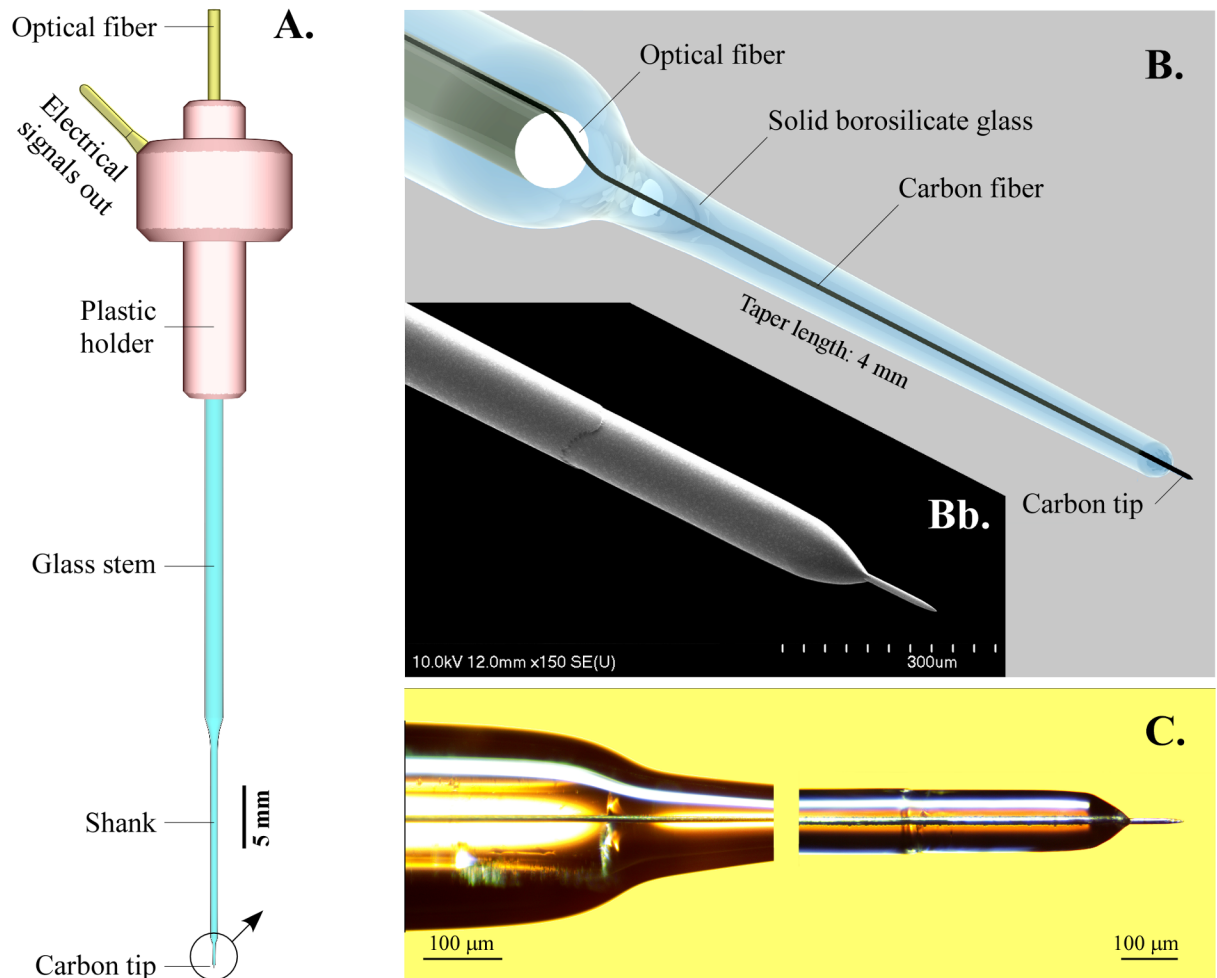 A.
Optical fiber
Electrical
signals out
Plastic
holder
Glass stem
Shank
5 mm
Carbon tip
B.
Optical fiber
Solid borosilicate glass
Carbon fiber
Taper length: 4 mm
Carbon tip
Bb.
10.0kV 12.0mm x150 SE(U)
300um
C.
100 μm
100 μm